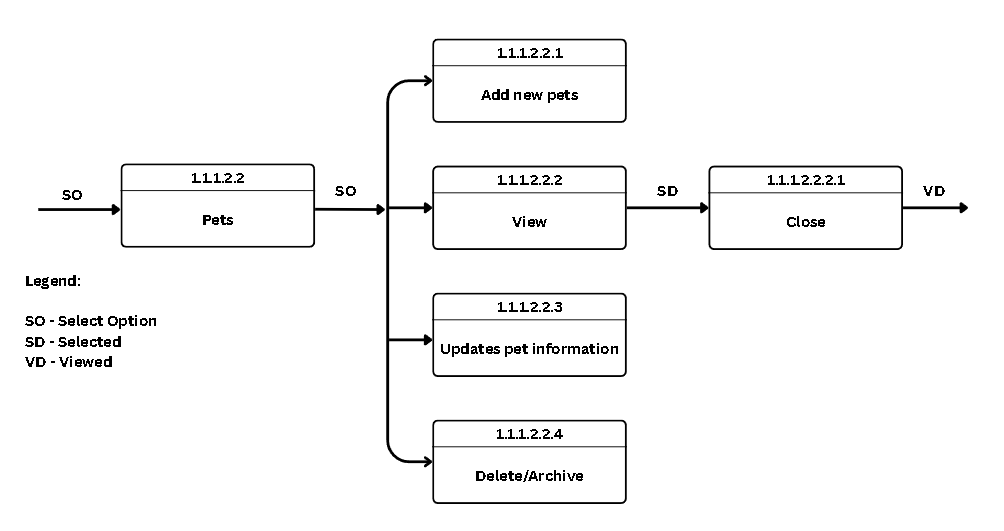 1.1.1.2.2.1
Add new pets
SO
1.1.1.2.2
Pets
SO
1.1.1.2.2.2
View
SD
1.1.1.2.2.2.1
Close
VD
Legend:
SO - Select Option
SD - Selected
VD - Viewed
1.1.1.2.2.3
Updates pet information
1.1.1.2.2.4
Delete/Archive